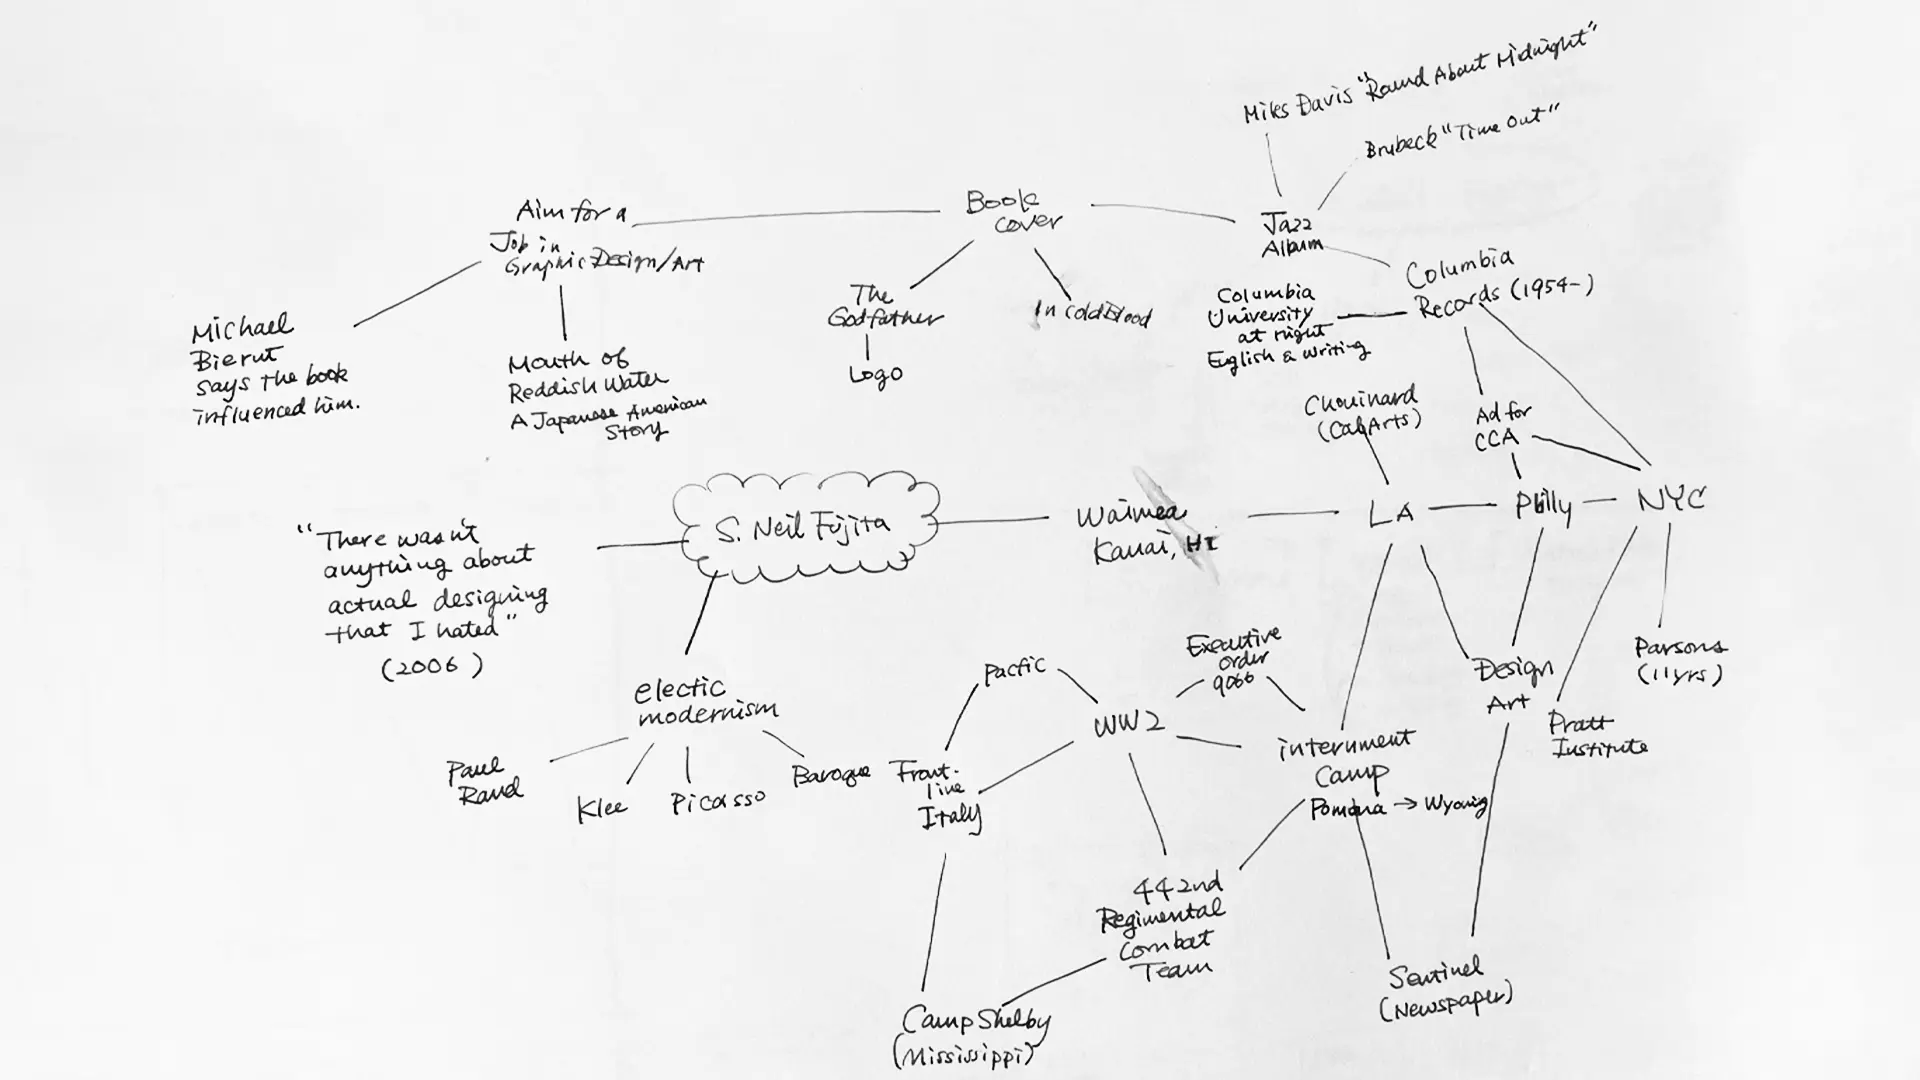 Miles Davis "Round About Midnight"
Brubeck "Time Out"
Aim for a
Job in
Graphic Design/Art
Book
cover
Jazz
Album
Columbia
Records (1954-)
Columbia
University
at night
English & Writing
The
Godfather
Logo
In cold Blood
Michael
Bierut
says the book
influenced him.
Mouth of
Reddish Water
A Japanese American
Story
Chouinard
(CalArts)
Ad for
CCA
S. Neil Fujita
Waimea
Kauai, HI
LA
Philly
NYC
"There wasn't
anything about
actual designing
that I hated"
(2006)
electic
modernism
Paul
Rand
Klee
Picasso
Baroque
Pacfic
WW2
Executive
order
9066
Front-
line
Italy
internment
Camp
Pomona → Wyoming
Design
Art
Pratt
Institute
Parsons
(11yrs)
442nd
Regimental
Combat
Team
Camp Shelby
(Mississippi)
Sentinel
(Newspaper)